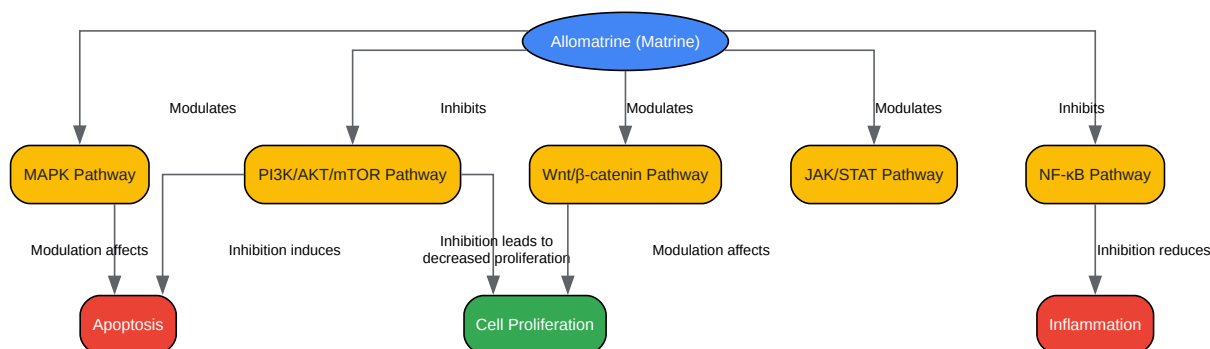 Allomatrine (Matrine)
Modulates
Inhibits
Modulates
Modulates
Inhibits
MAPK Pathway
PI3K/AKT/mTOR Pathway
Wnt/β-catenin Pathway
JAK/STAT Pathway
NF-κB Pathway
Modulation affects
Inhibition induces
Inhibition leads to
decreased proliferation
Modulation affects
Inhibition reduces
Apoptosis
Cell Proliferation
Inflammation